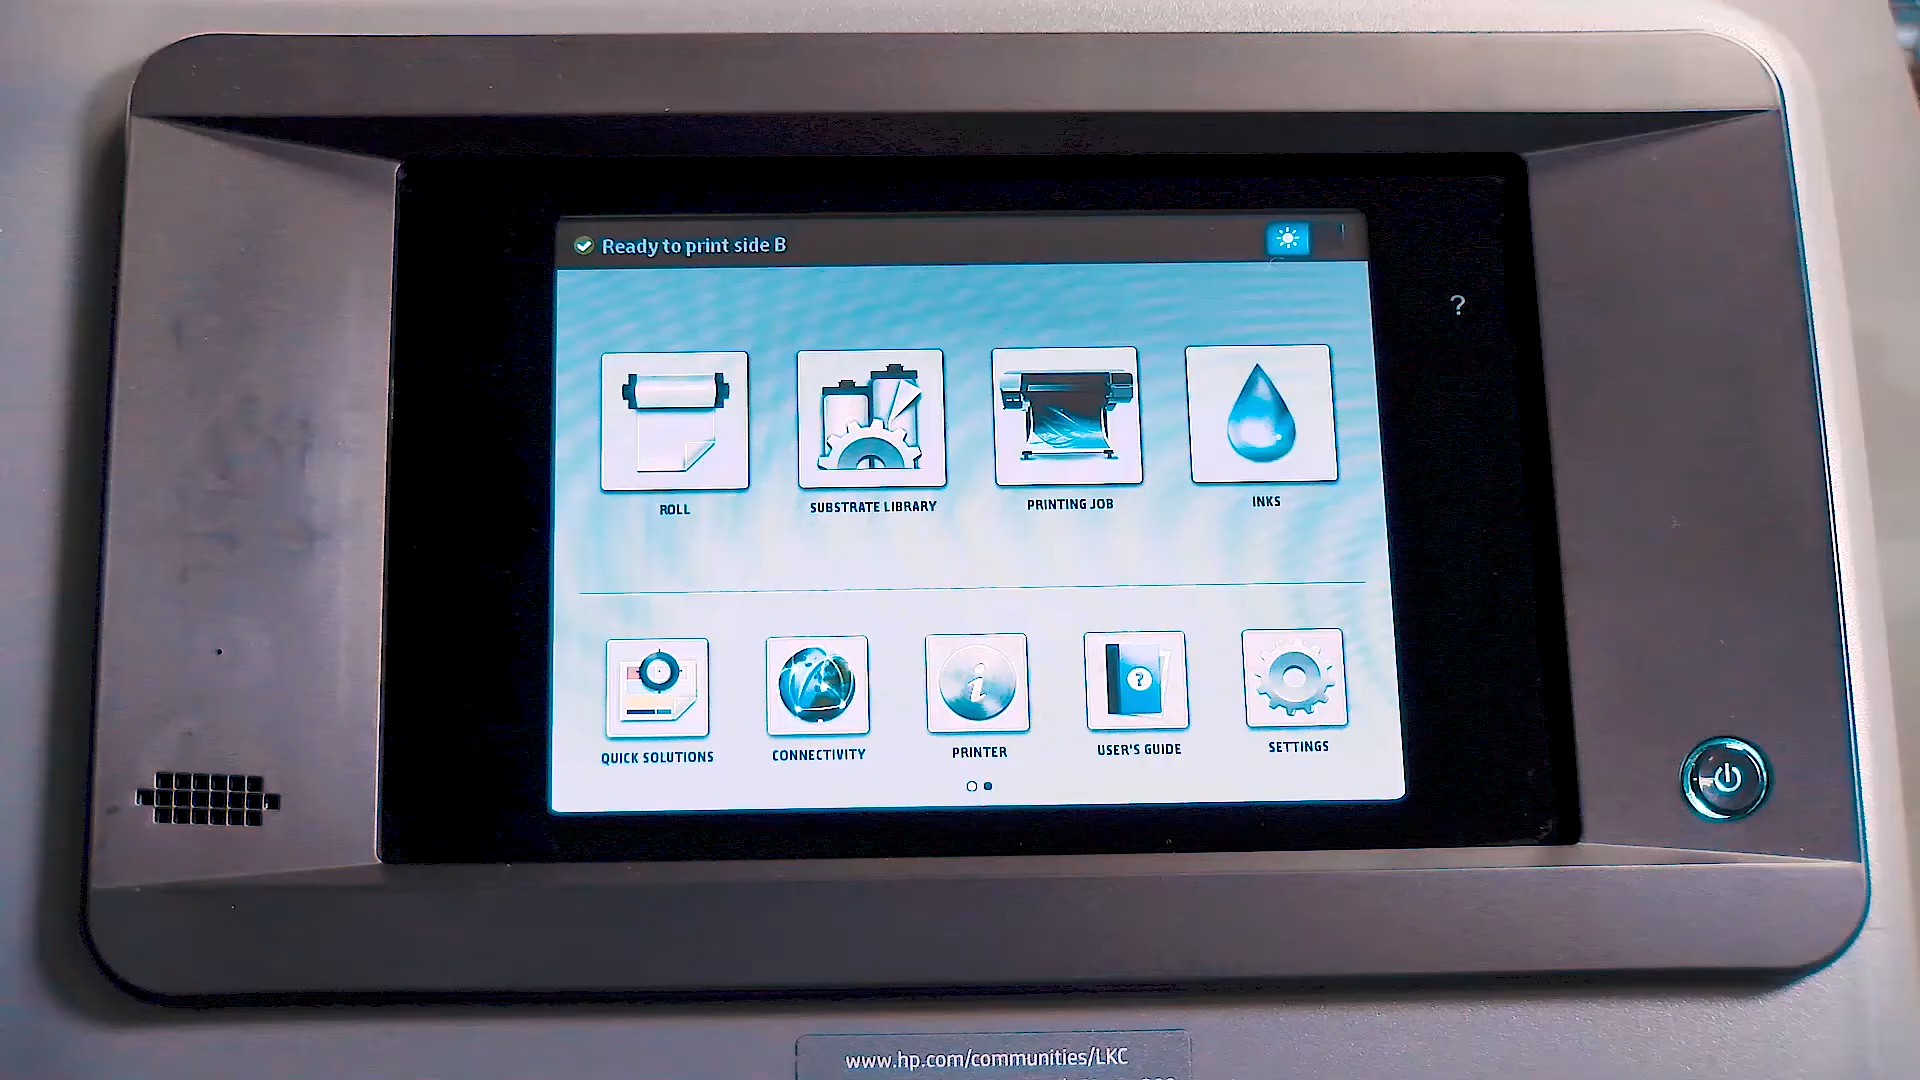 Ready to print side B
?
ROLL
SUBSTRATE LIBRARY
PRINTING JOB
INKS
?
QUICK SOLUTIONS
CONNECTIVITY
PRINTER
USER'S GUIDE
SETTINGS
www.hp.com/communities/LKC